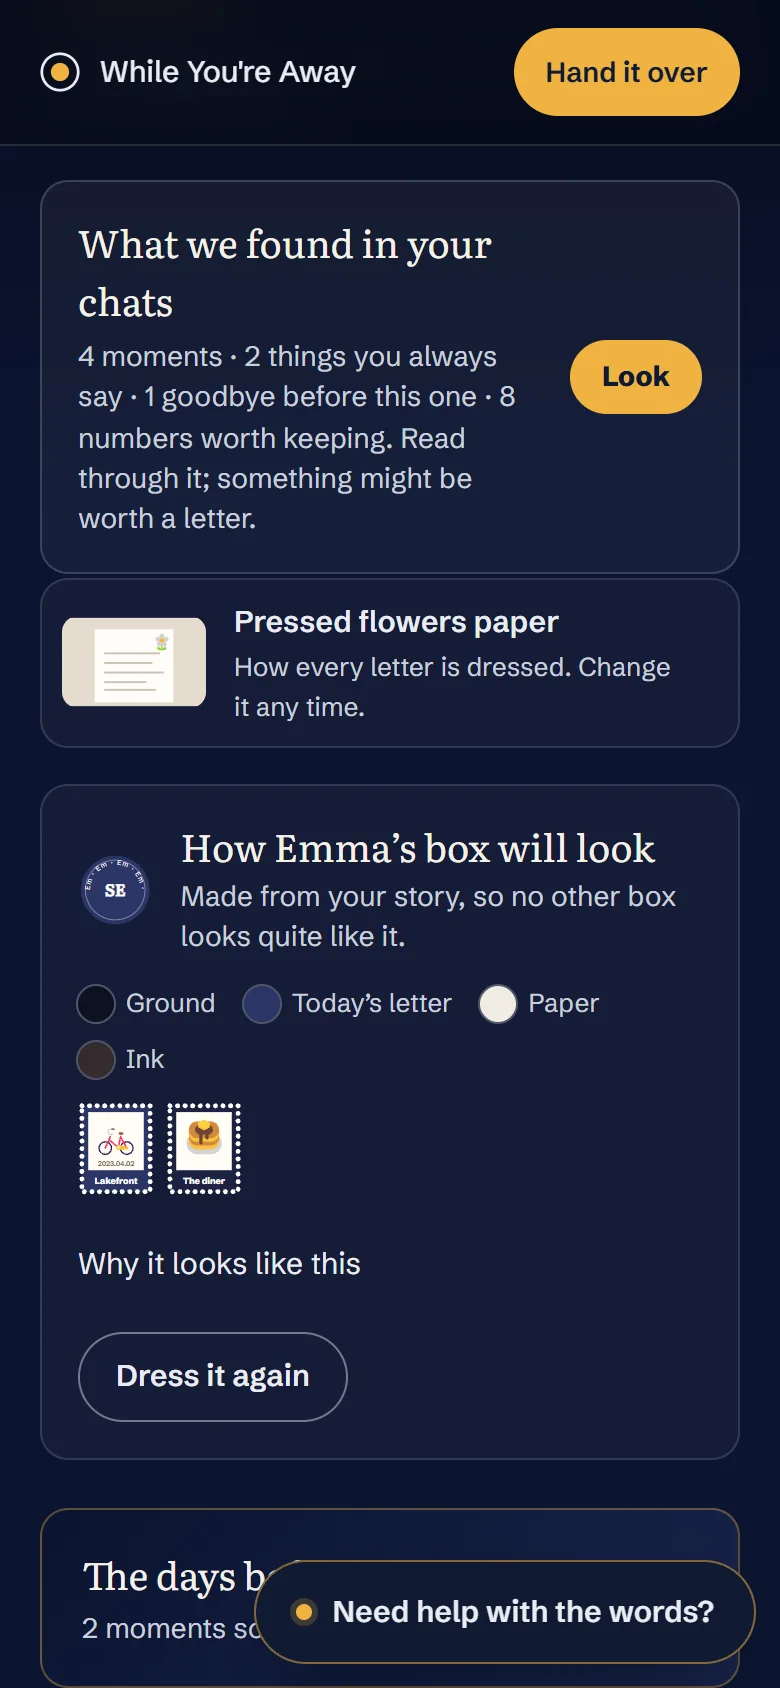 While You're Away
Hand it over
What we found in your
chats
4 moments · 2 things you always
say · 1 goodbye before this one · 8
numbers worth keeping. Read
through it; something might be
worth a letter.
Look
Pressed flowers paper
How every letter is dressed. Change
it any time.
Em · Em · Em · Em ·
SE
How Emma’s box will look
Made from your story, so no other box
looks quite like it.
Ground
Today’s letter
Paper
Ink
2023.04.02
Lakefront
The diner
Why it looks like this
Dress it again
The days
2 moments
Need help with the words?